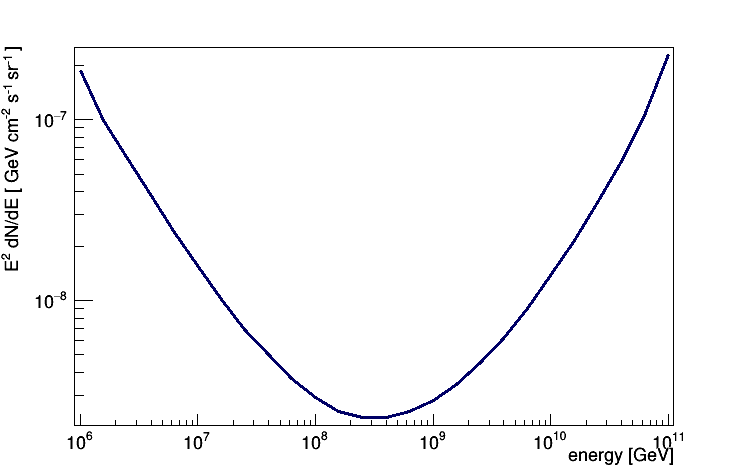 E² dN/dE [ GeV cm⁻² s⁻¹ sr⁻¹ ]
10⁻⁷
10⁻⁸
10⁶ 10⁷ 10⁸ 10⁹ 10¹⁰ 10¹¹
energy [GeV]